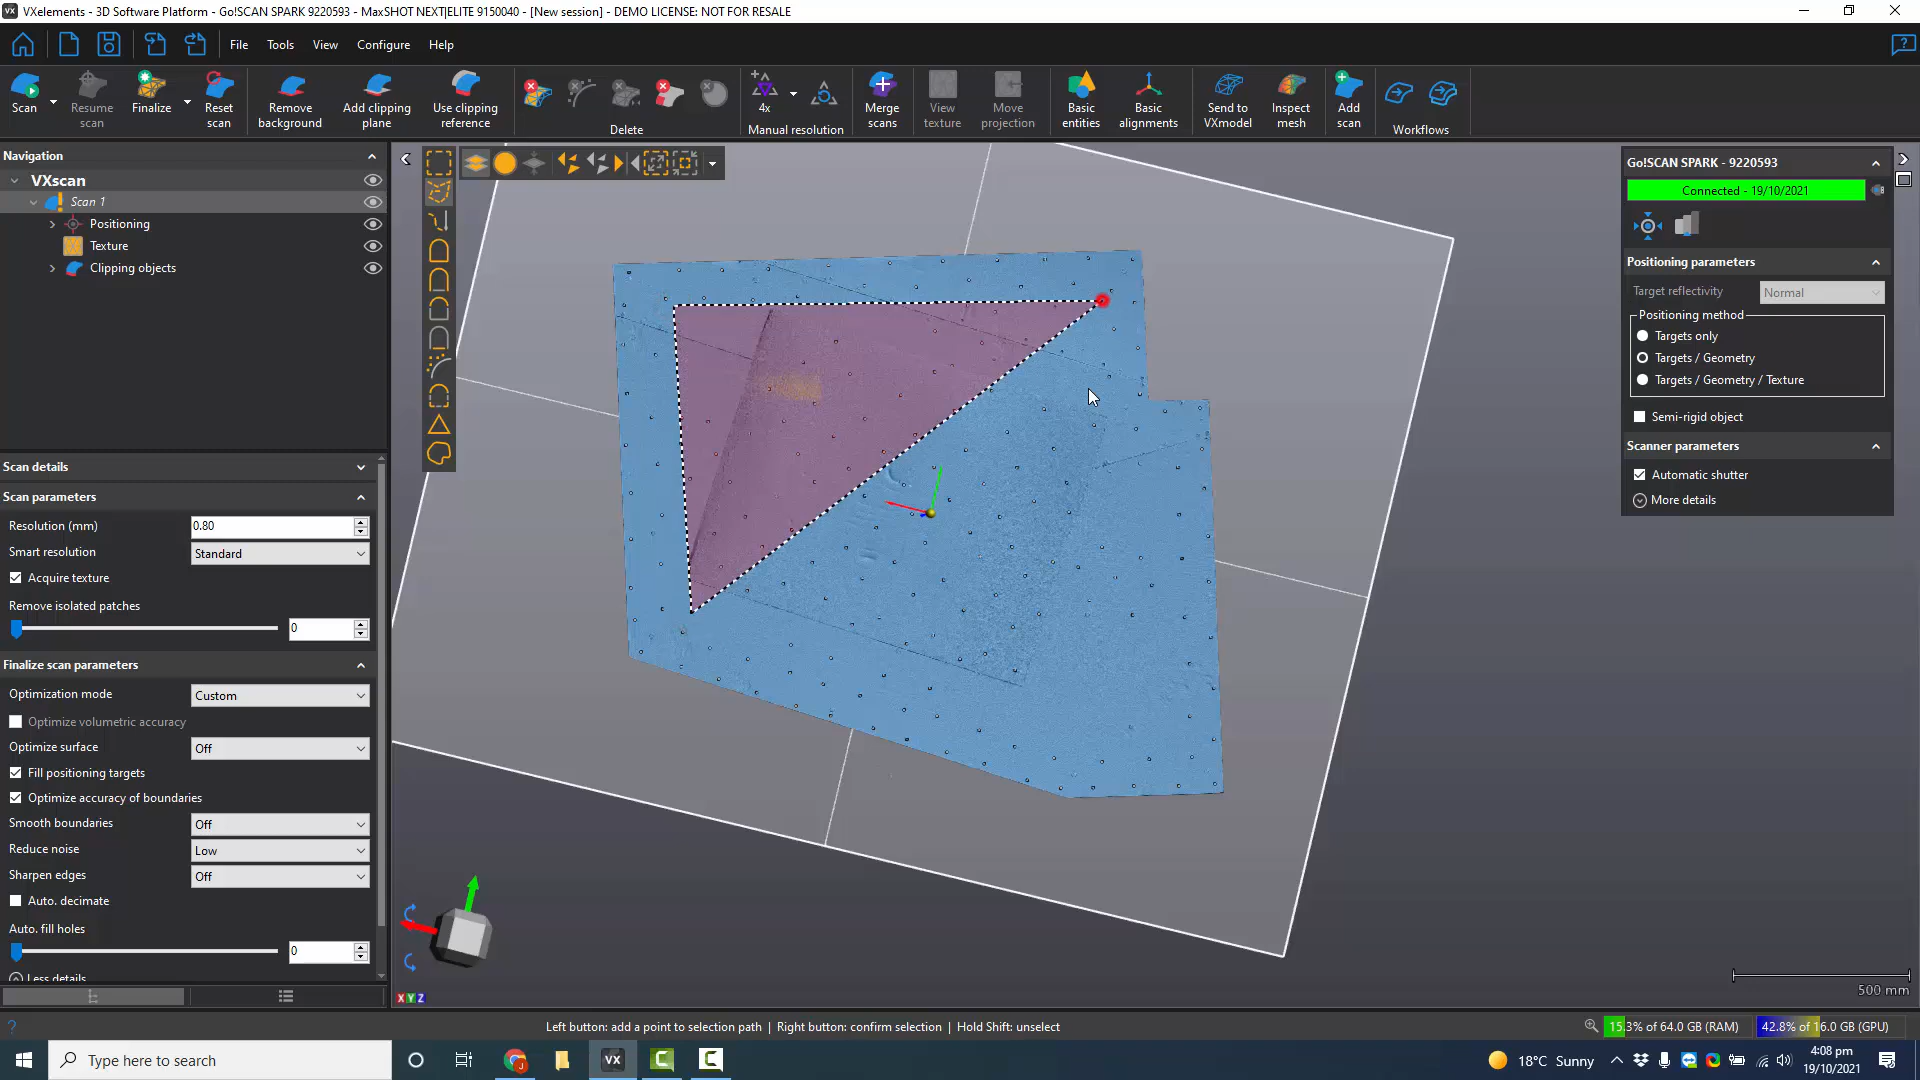 VXelements - 3D Software Platform - Go!SCAN SPARK 9220593 - MaxSHOT NEXT|ELITE 9150040 - [New session] - DEMO LICENSE: NOT FOR RESALE
File Tools View Configure Help
Scan
Resume scan
Finalize
Reset scan
Remove background
Add clipping plane
Use clipping reference
Delete
4x
Manual resolution
Merge scans
View texture
Move projection
Basic entities
Basic alignments
Send to VXmodel
Inspect mesh
Add scan
Workflows
Navigation
VXscan
Scan 1
Positioning
Texture
Clipping objects
Scan details
Scan parameters
Resolution (mm) 0.80
Smart resolution Standard
Acquire texture
Remove isolated patches
0
Finalize scan parameters
Optimization mode Custom
Optimize volumetric accuracy
Optimize surface Off
Fill positioning targets
Optimize accuracy of boundaries
Smooth boundaries Off
Reduce noise Low
Sharpen edges Off
Auto. decimate
Auto. fill holes
0
Less details
Go!SCAN SPARK - 9220593
Connected - 19/10/2021
Positioning parameters
Target reflectivity Normal
Positioning method
Targets only
Targets / Geometry
Targets / Geometry / Texture
Semi-rigid object
Scanner parameters
Automatic shutter
More details
X Y Z
500 mm
Left button: add a point to selection path | Right button: confirm selection | Hold Shift: unselect
15.3% of 64.0 GB (RAM) 42.8% of 16.0 GB (GPU)
Type here to search
VX
18°C Sunny
4:08 pm
19/10/2021